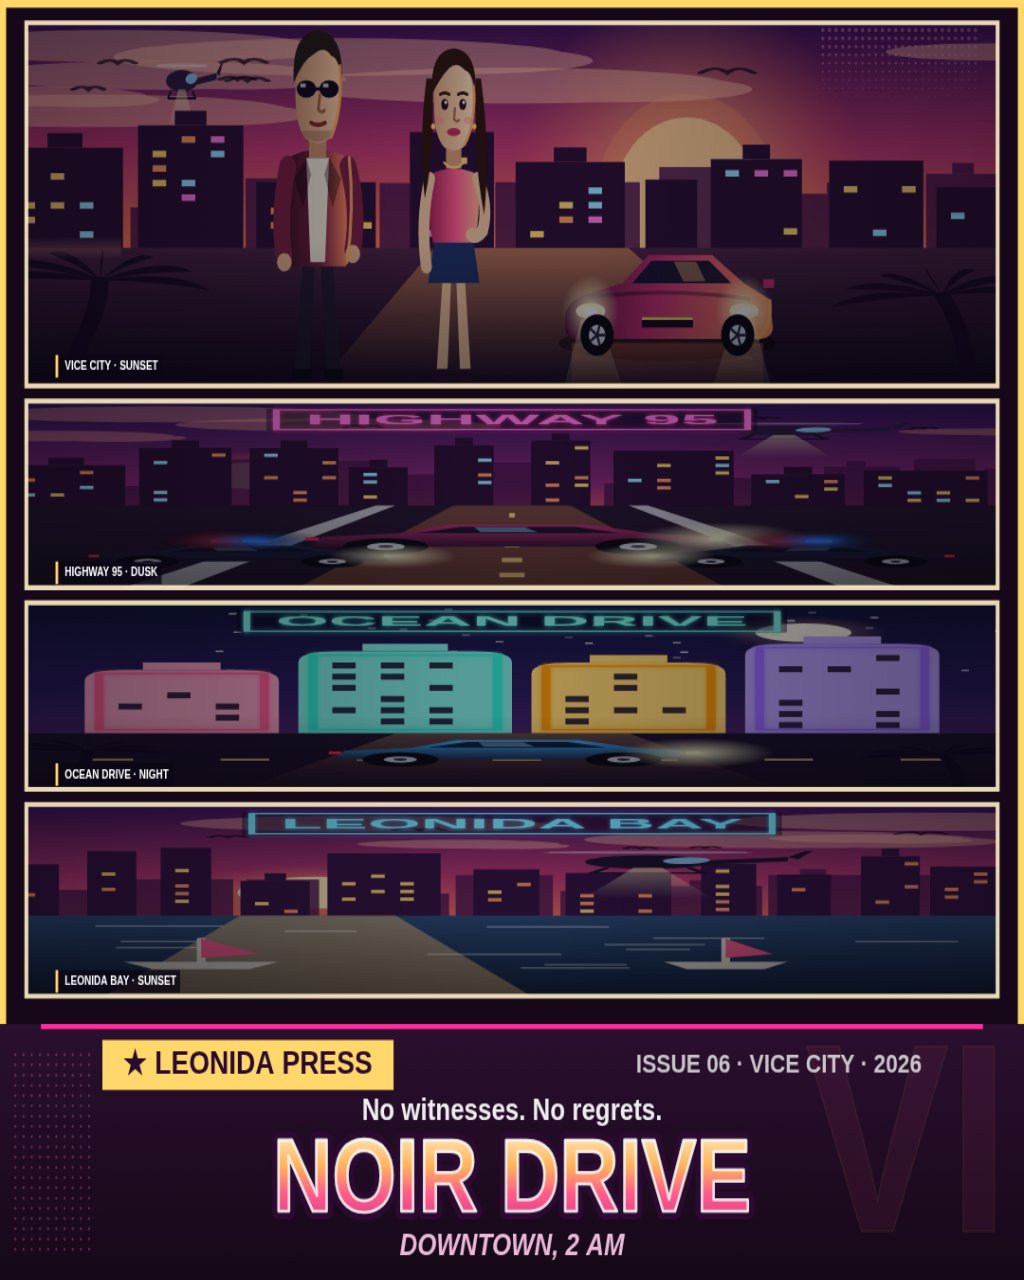 VICE CITY · SUNSET
HIGHWAY 95
HIGHWAY 95 · DUSK
OCEAN DRIVE
OCEAN DRIVE · NIGHT
LEONIDA BAY
LEONIDA BAY · SUNSET
★ LEONIDA PRESS
ISSUE 06 · VICE CITY · 2026
VI
No witnesses. No regrets.
NOIR DRIVE
DOWNTOWN, 2 AM